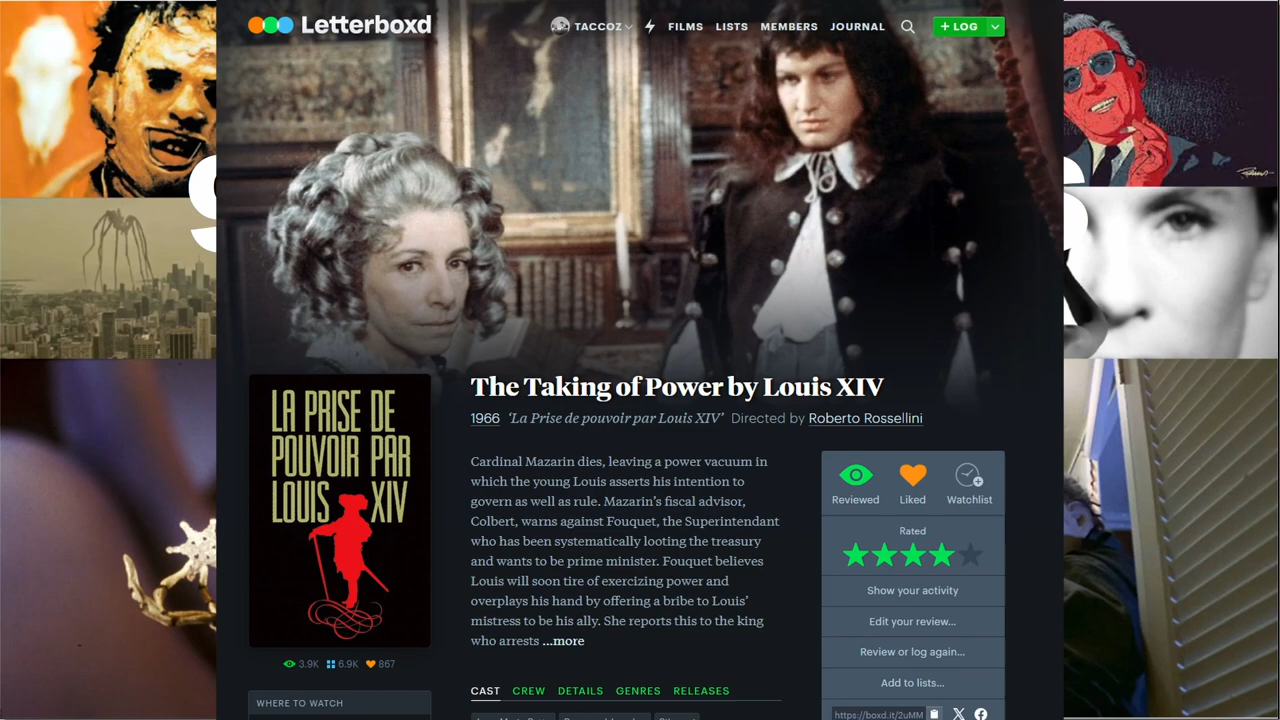 Letterboxd
TACCOZ
FILMS
LISTS
MEMBERS
JOURNAL
+ LOG
LA PRISE DE
POUVOIR PAR
LOUIS XIV
The Taking of Power by Louis XIV
1966 ‘La Prise de pouvoir par Louis XIV’ Directed by Roberto Rossellini
Cardinal Mazarin dies, leaving a power vacuum in
which the young Louis asserts his intention to
govern as well as rule. Mazarin’s fiscal advisor,
Colbert, warns against Fouquet, the Superintendant
who has been systematically looting the treasury
and wants to be prime minister. Fouquet believes
Louis will soon tire of exercizing power and
overplays his hand by offering a bribe to Louis’
mistress to be his ally. She reports this to the king
who arrests ...more
Reviewed
Liked
Watchlist
Rated
Show your activity
Edit your review...
Review or log again...
Add to lists...
https://boxd.it/2uMM
3.9K 6.9K 867
WHERE TO WATCH
CAST CREW DETAILS GENRES RELEASES